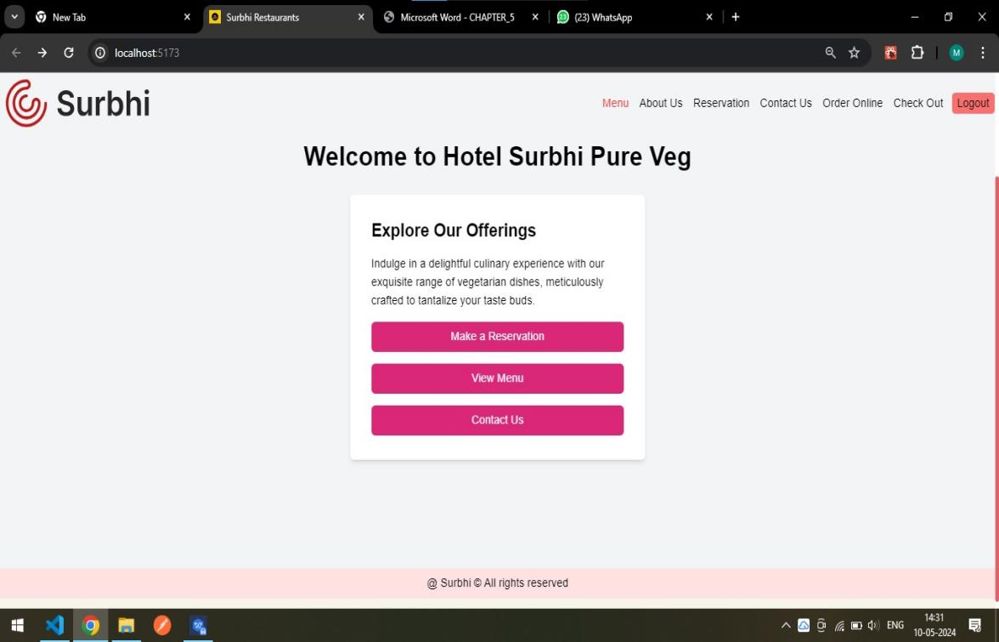 New Tab
Surbhi Restaurants
Microsoft Word - CHAPTER_5
(23) WhatsApp
localhost:5173
M
Surbhi
Menu About Us Reservation Contact Us Order Online Check Out Logout
Welcome to Hotel Surbhi Pure Veg
Explore Our Offerings
Indulge in a delightful culinary experience with our
exquisite range of vegetarian dishes, meticulously
crafted to tantalize your taste buds.
Make a Reservation
View Menu
Contact Us
@ Surbhi © All rights reserved
ENG
14:31
10-05-2024